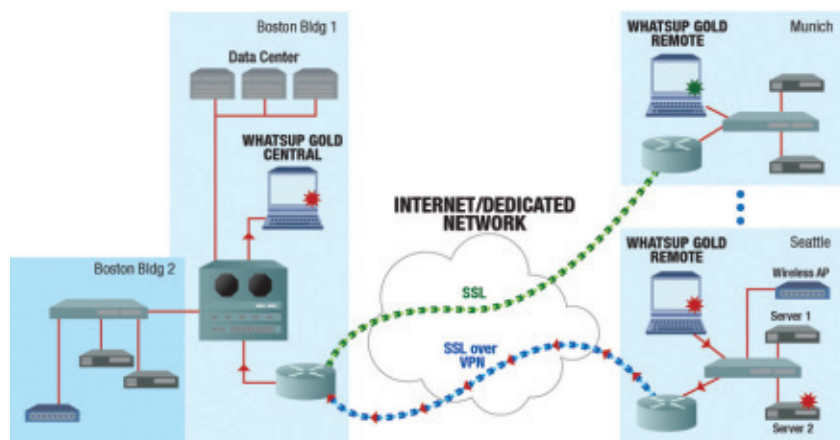 Boston Bldg 1
Data Center
WHATSUP GOLD
CENTRAL
Boston Bldg 2
INTERNET/DEDICATED
NETWORK
SSL
SSL over
VPN
WHATSUP GOLD
REMOTE
Munich
WHATSUP GOLD
REMOTE
Seattle
Wireless AP
Server 1
Server 2